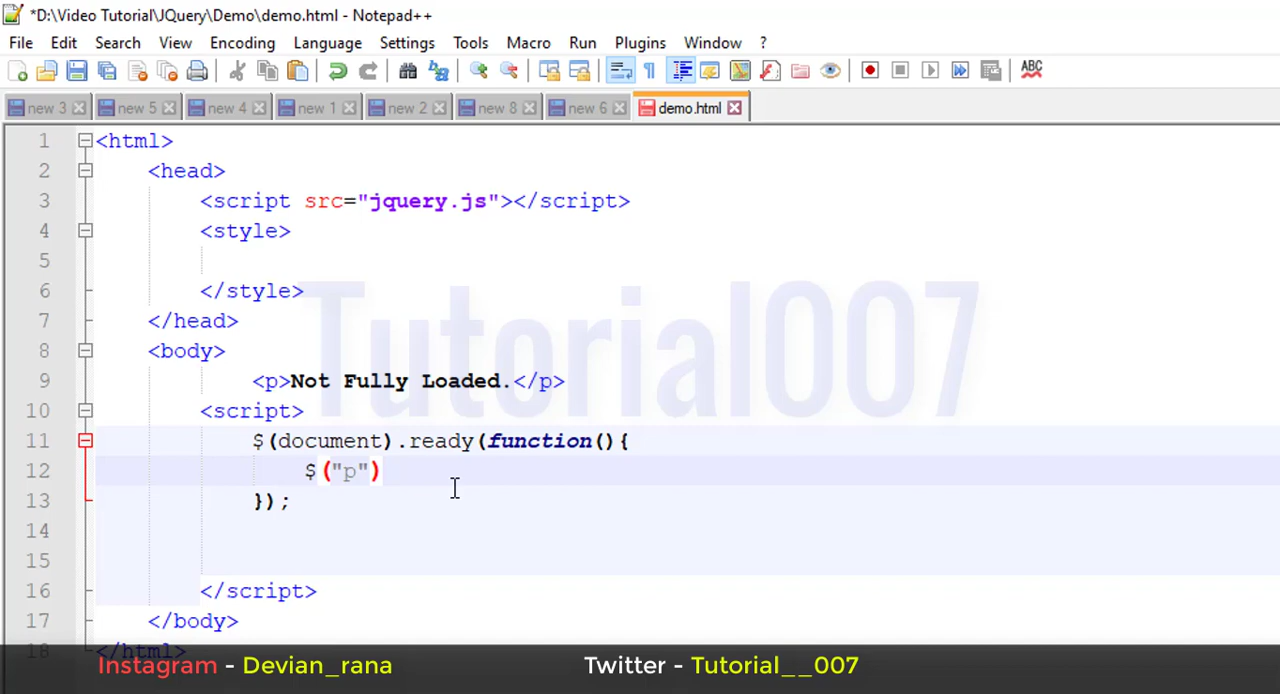 *D:\Video Tutorial\JQuery\Demo\demo.html - Notepad++
File Edit Search View Encoding Language Settings Tools Macro Run Plugins Window ?
ABC
new 3 new 5 new 4 new 1 new 2 new 8 new 6 demo.html
1 <html>
2 <head>
3 <script src="jquery.js"></script>
4 <style>
5
6 </style>
7 </head>
8 <body>
9 <p>Not Fully Loaded.</p>
10 <script>
11 $(document).ready(function(){
12 $("p")
13 });
14
15
16 </script>
17 </body>
18 </html>
Tutorial007
Instagram - Devian_rana Twitter - Tutorial__007